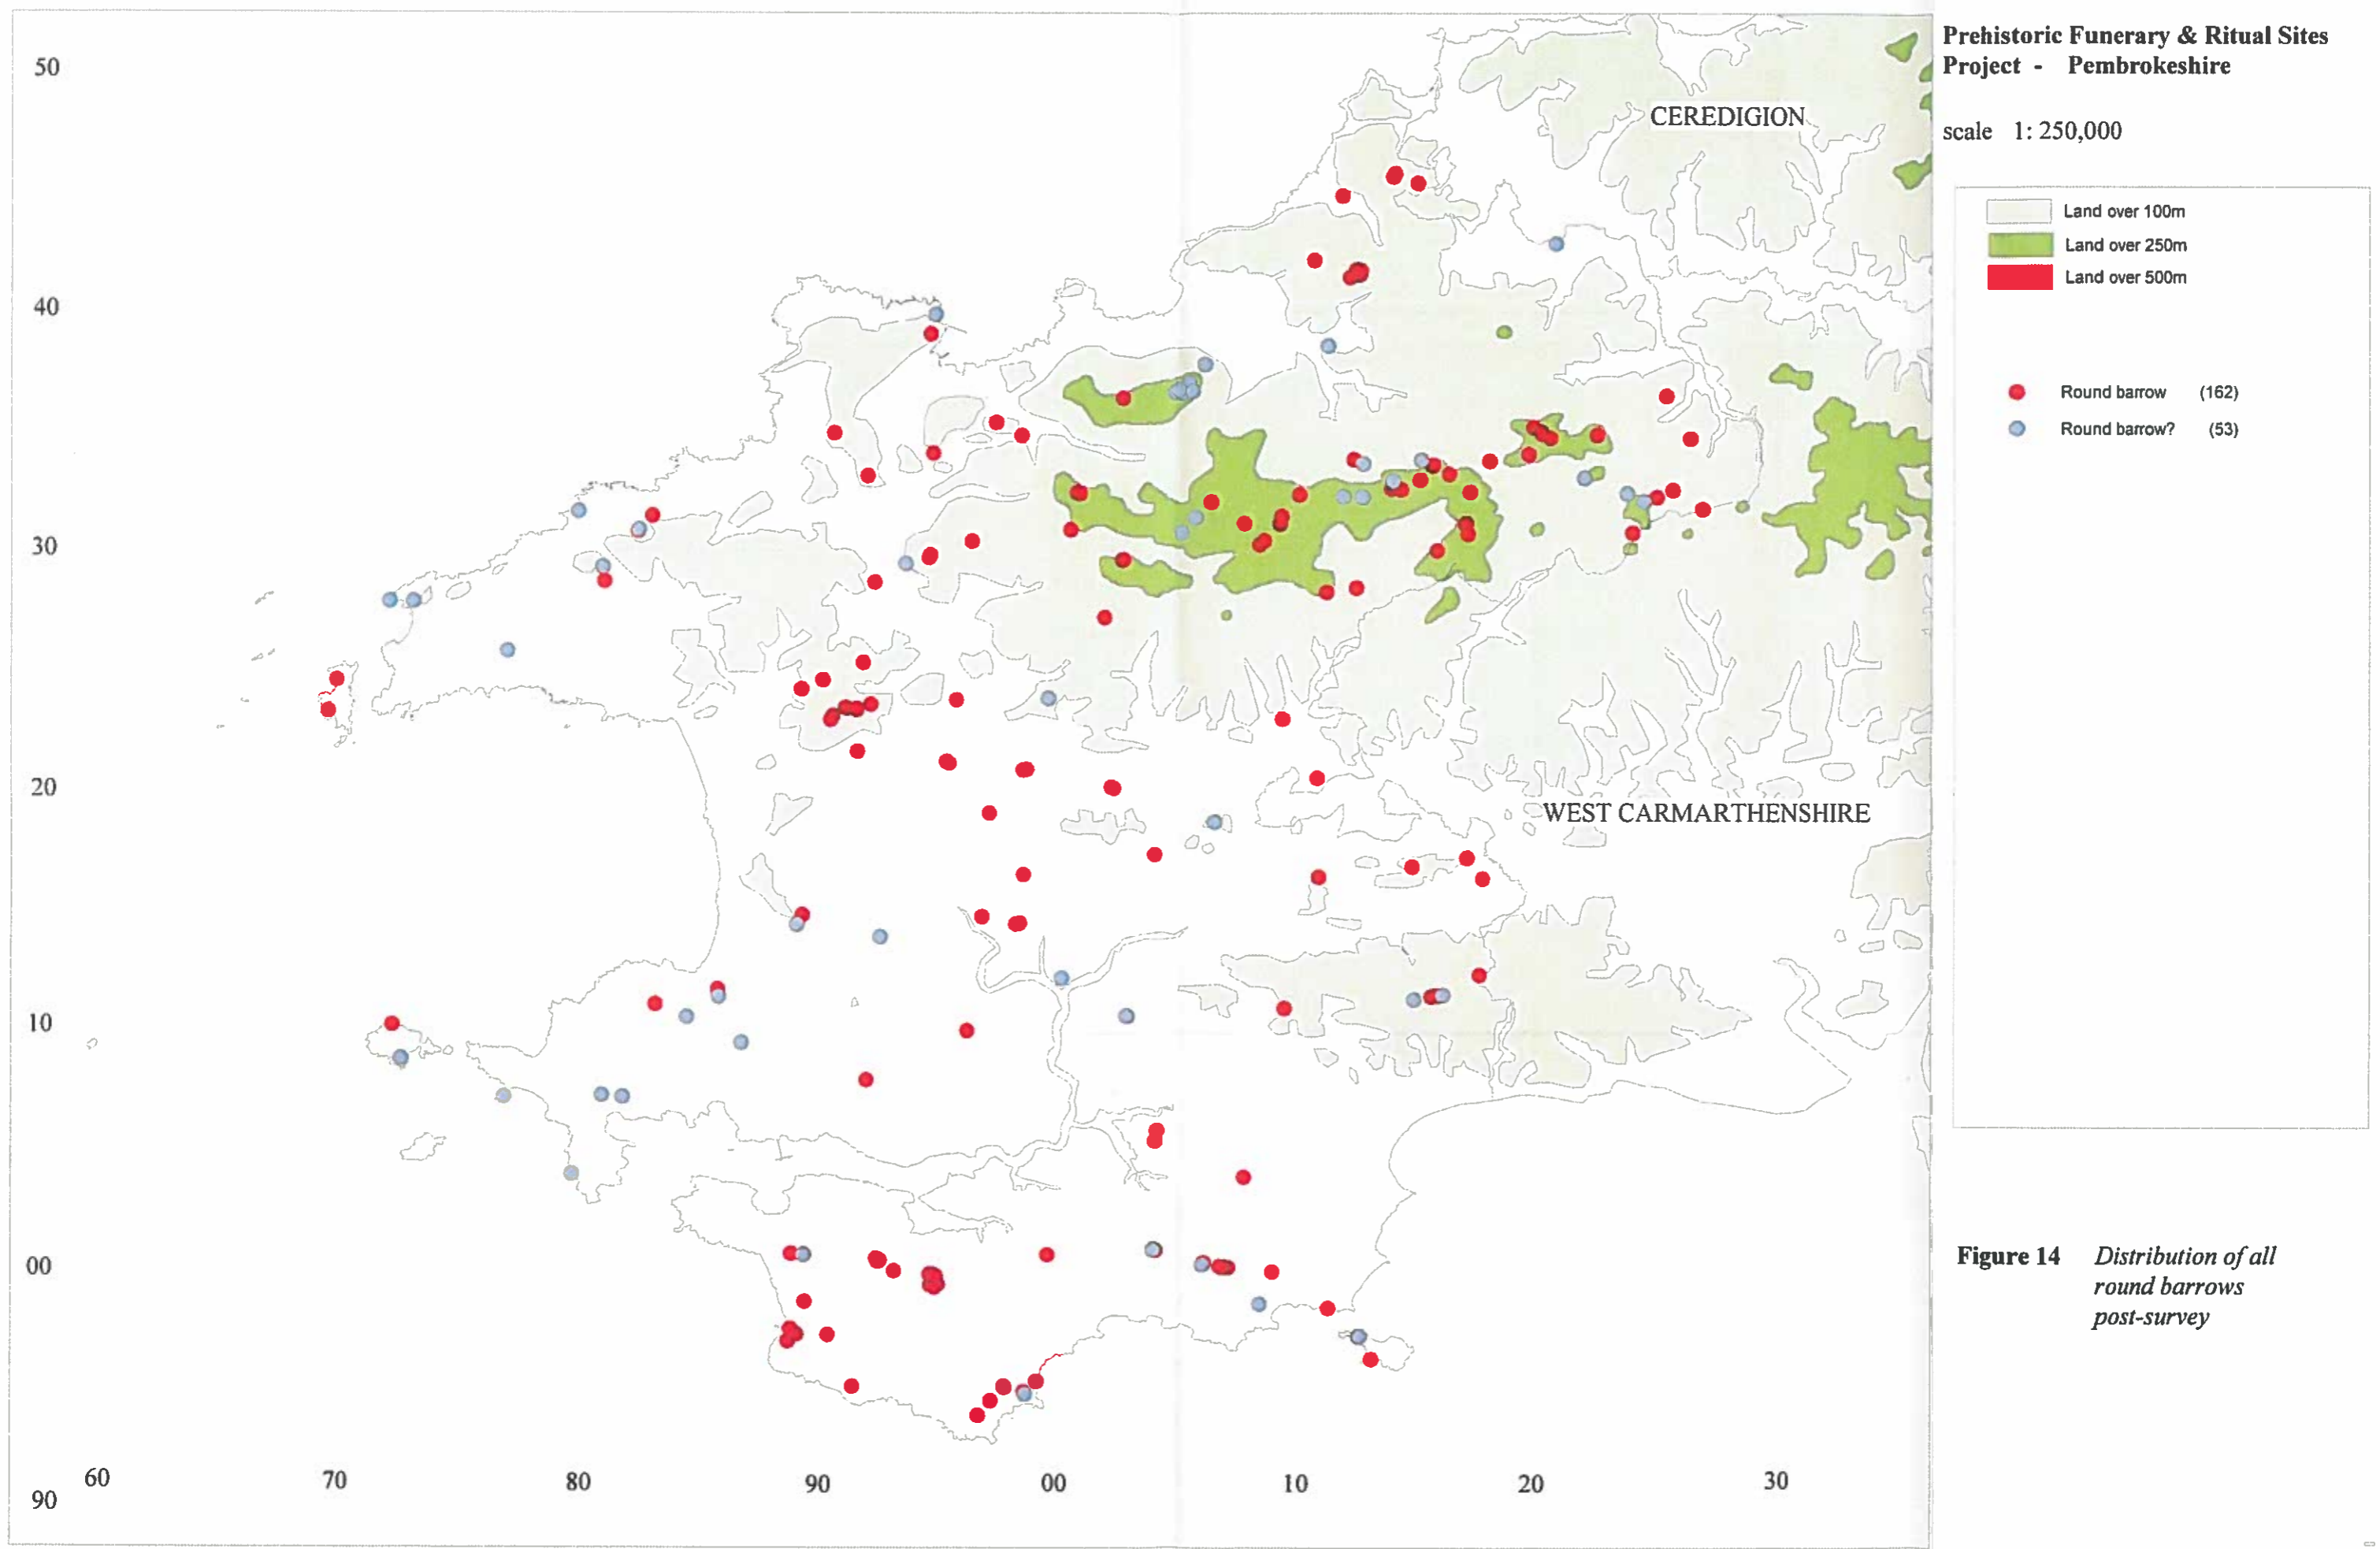 Prehistoric Funerary & Ritual Sites
Project - Pembrokeshire
scale 1: 250,000
Land over 100m
Land over 250m
Land over 500m
Round barrow (162)
Round barrow? (53)
Figure 14 Distribution of all
round barrows
post-survey
CEREDIGION
WEST CARMARTHENSHIRE
50
40
30
20
10
00
90
60 70 80 90 00 10 20 30